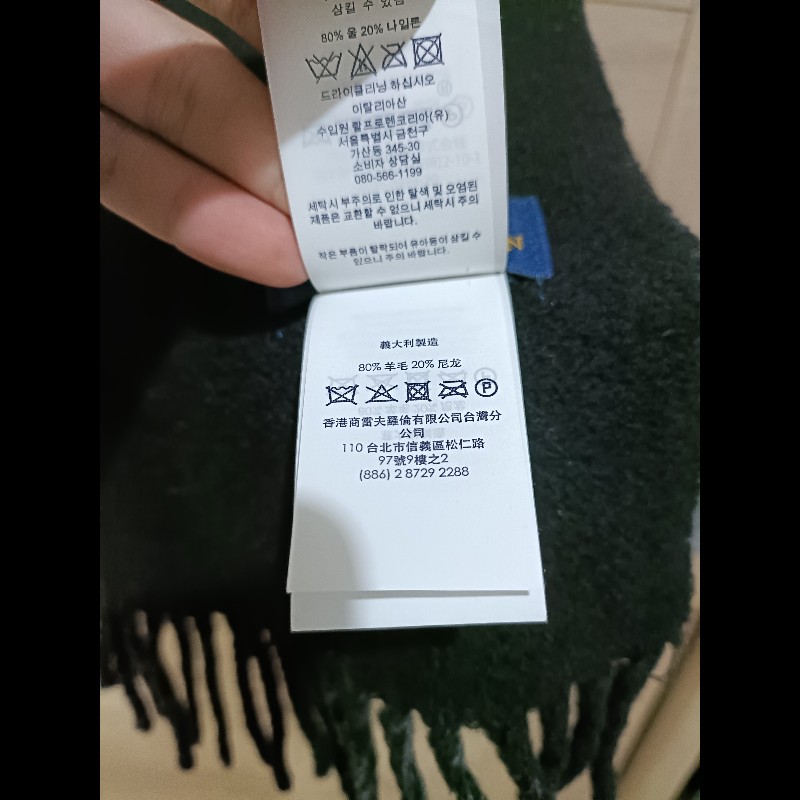 삼킬 수 있음
80% 울 20% 나일론
드라이클리닝 하십시오
이탈리아산
수입원 랄프로렌코리아(유)
서울특별시 금천구
가산동 345-30
소비자 상담실
080-566-1199
세탁시 부주의로 인한 탈색 및 오염된
제품은 교환할 수 없으니 세탁시 주의
바랍니다.
작은 부품이 탈락되어 유아동이 삼킬 수
있으니 주의 바랍니다.
義大利製造
80% 羊毛 20% 尼龙
P
香港商雷夫羅倫有限公司台灣分
公司
110 台北市信義區松仁路
97號9樓之2
(886) 2 8729 2288